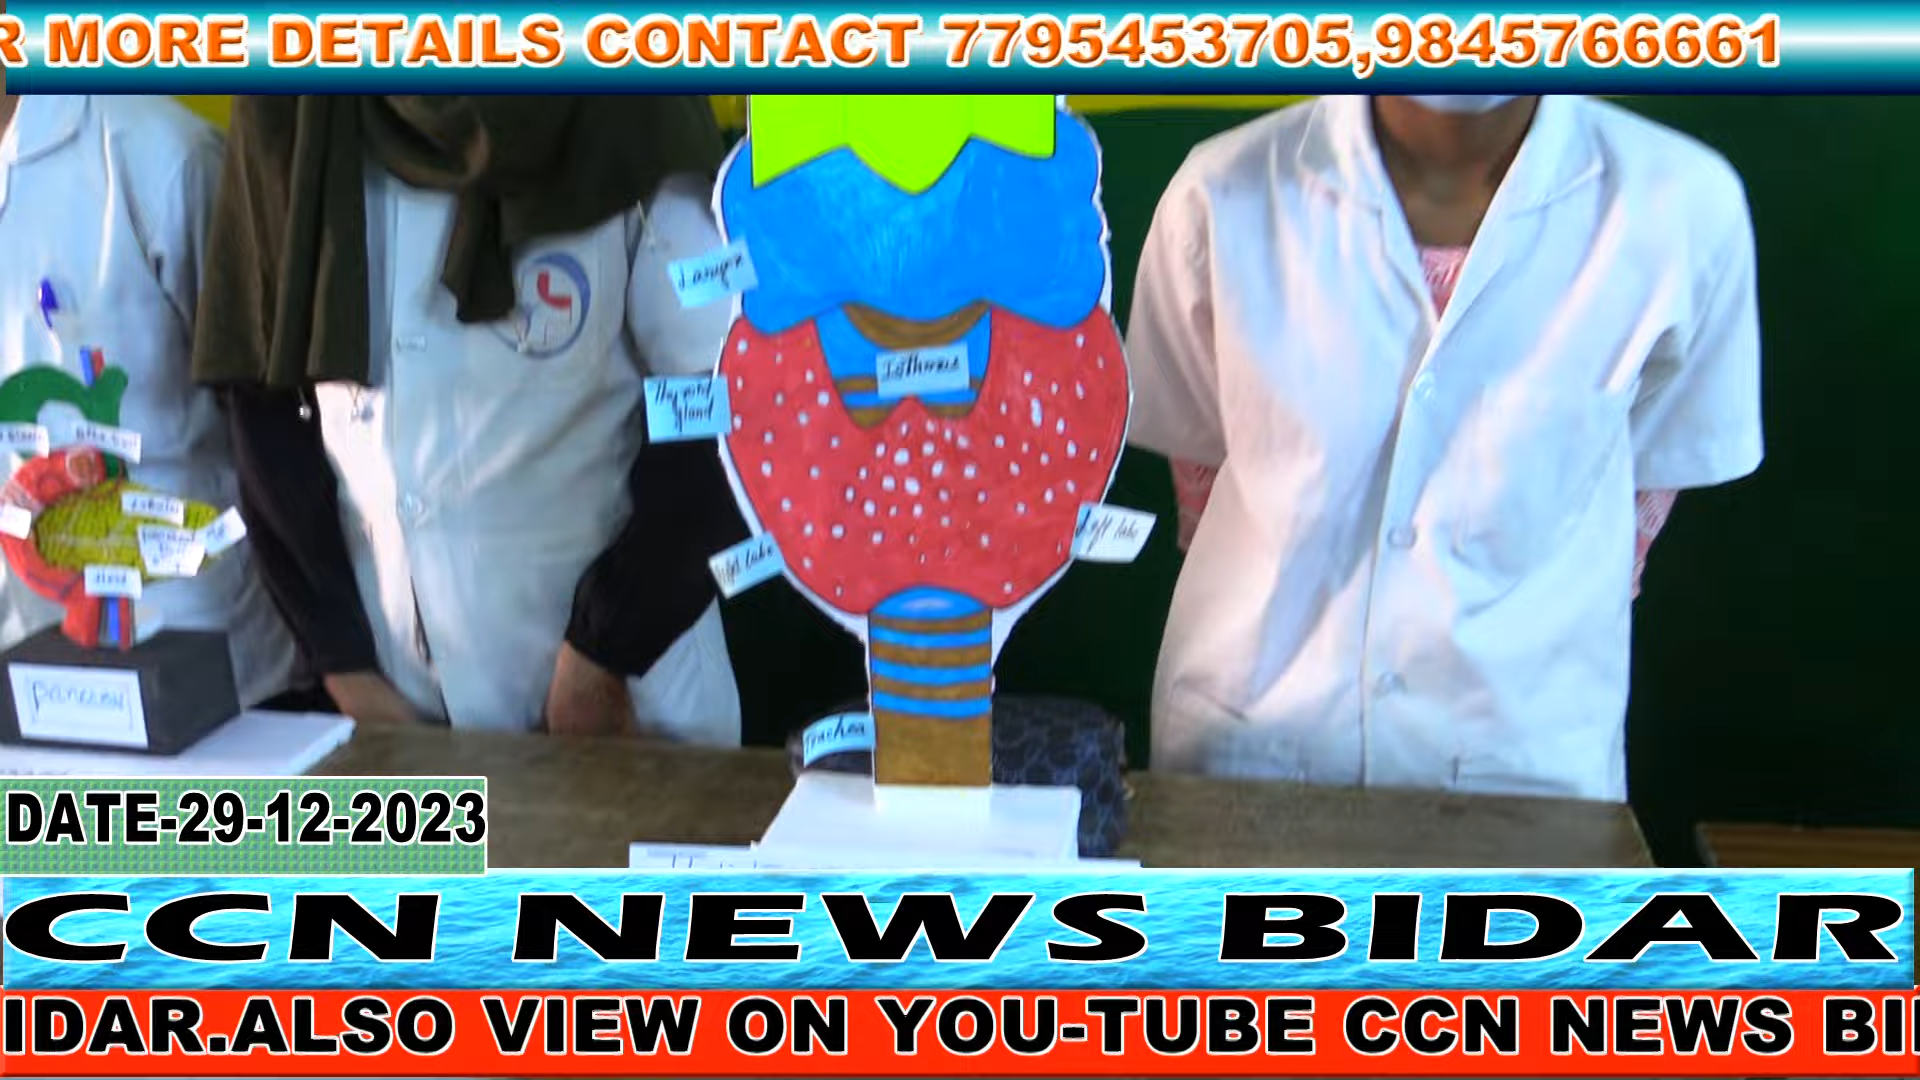 R MORE DETAILS CONTACT 7795453705,9845766661
Larynx
Isthmus
Thyroid
gland
Left lobe
Right lobe
Trachea
DATE-29-12-2023
CCN NEWS BIDAR
IDAR.ALSO VIEW ON YOU-TUBE CCN NEWS BI